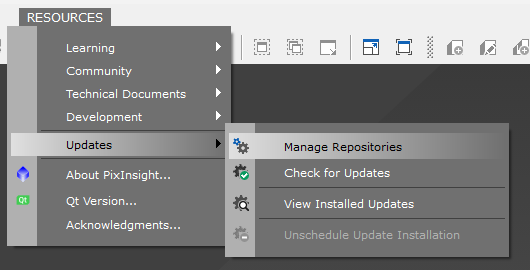 RESOURCES
Learning
Community
Technical Documents
Development
Updates
Manage Repositories
Check for Updates
View Installed Updates
Unschedule Update Installation
About PixInsight...
Qt
Qt Version...
Acknowledgments...